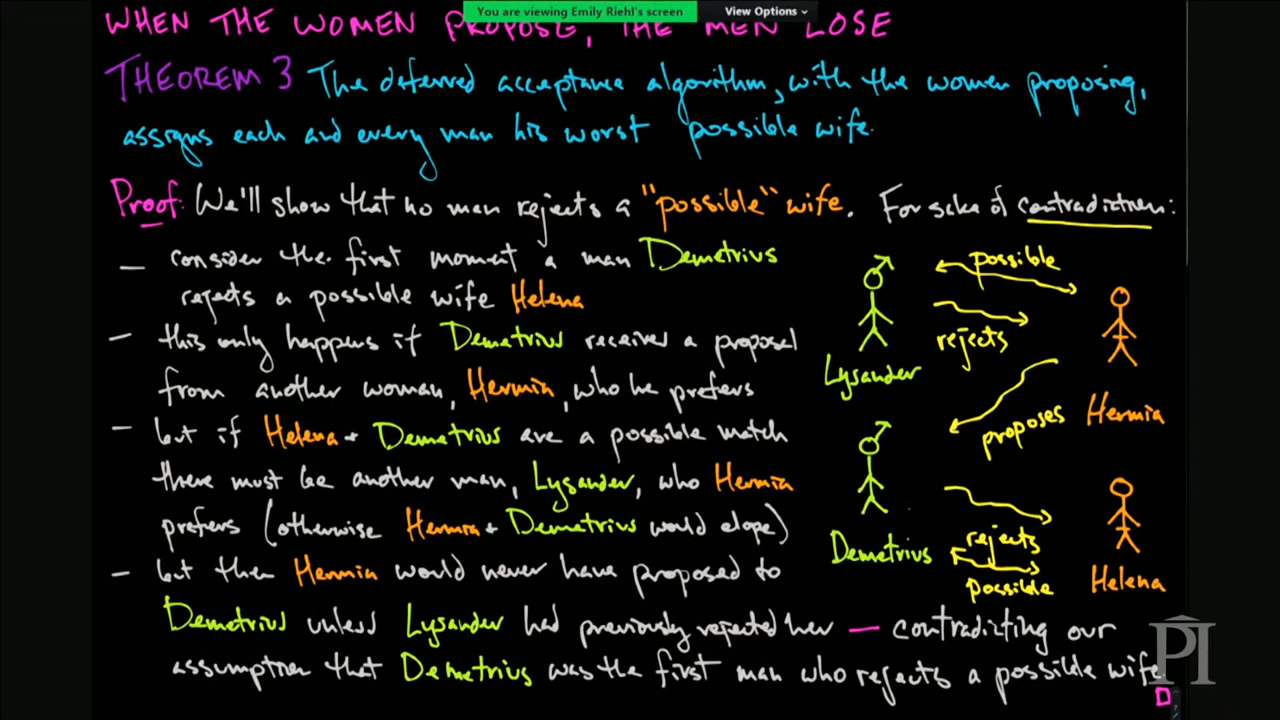 You are viewing Emily Riehl's screen View Options
WHEN THE WOMEN PROPOSE, THE MEN LOSE
THEOREM 3 The deferred acceptance algorithm, with the women proposing,
assigns each and every man his worst possible wife.
Proof: We'll show that no man rejects a "possible" wife. For sake of contradiction:
– consider the first moment a man Demetrius
rejects a possible wife Helena
– this only happens if Demetrius receives a proposal
from another woman, Hermia, who he prefers
– but if Helena + Demetrius are a possible match
there must be another man, Lysander, who Hermia
prefers (otherwise Hermia + Demetrius would elope)
– but then Hermia would never have proposed to
Demetrius unless Lysander had previously rejected her — contradicting our
assumption that Demetrius was the first man who rejects a possible wife.
possible
rejects
Lysander
Hermia
proposes
rejects
Demetrius
possible
Helena
PI